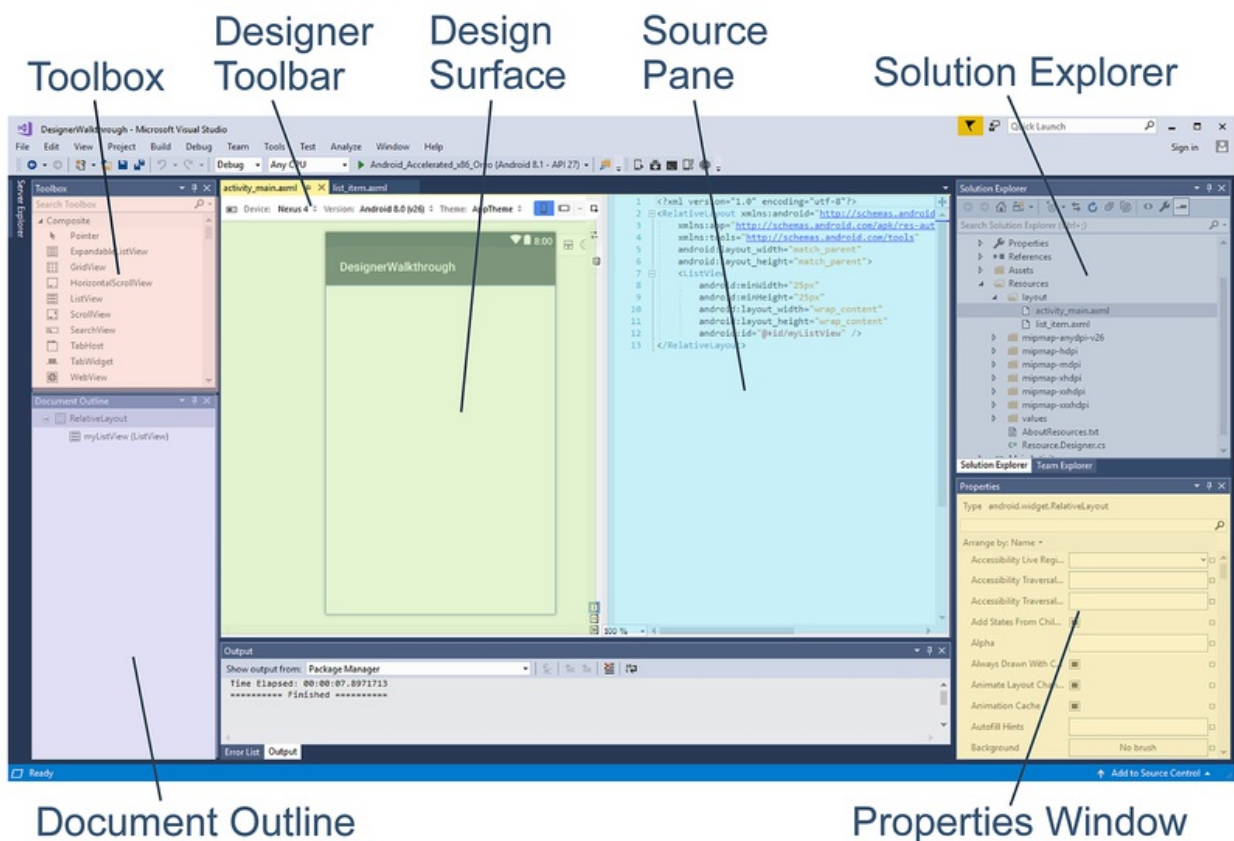 Toolbox
Designer
Toolbar
Design
Surface
Source
Pane
Solution Explorer
DesignerWalkthrough - Microsoft Visual Studio
Quick Launch
File Edit View Project Build Debug Team Tools Test Analyze Window Help
Sign in
Debug Any CPU Android_Accelerated_x86_Oreo (Android 8.1 - API 27)
Server Explorer
Toolbox
Search Toolbox
Composite
Pointer
ExpandableListView
GridView
HorizontalScrollView
ListView
ScrollView
SearchView
TabHost
TabWidget
WebView
Document Outline
RelativeLayout
myListView (ListView)
activity_main.axml list_item.axml
Device: Nexus 4 Version: Android 8.0 (v26) Theme: AppTheme
8:00
DesignerWalkthrough
1 <?xml version="1.0" encoding="utf-8"?>
2 <RelativeLayout xmlns:android="http://schemas.android
3 xmlns:app="http://schemas.android.com/apk/res-aut
4 xmlns:tools="http://schemas.android.com/tools"
5 android:layout_width="match_parent"
6 android:layout_height="match_parent">
7 <ListView
8 android:minWidth="25px"
9 android:minHeight="25px"
10 android:layout_width="wrap_content"
11 android:layout_height="wrap_content"
12 android:id="@+id/myListView" />
13 </RelativeLayout>
100 %
Output
Show output from: Package Manager
Time Elapsed: 00:00:07.8971713
========== Finished ==========
Error List Output
Solution Explorer
Search Solution Explorer (Ctrl+;)
Properties
References
Assets
Resources
layout
activity_main.axml
list_item.axml
mipmap-anydpi-v26
mipmap-hdpi
mipmap-mdpi
mipmap-xhdpi
mipmap-xxhdpi
mipmap-xxxhdpi
values
AboutResources.txt
Resource.Designer.cs
Solution Explorer Team Explorer
Properties
Type android.widget.RelativeLayout
Arrange by: Name
Accessibility Live Regi...
Accessibility Traversal...
Accessibility Traversal...
Add States From Chil...
Alpha
Always Drawn With C...
Animate Layout Chan...
Animation Cache
Autofill Hints
Background No brush
Ready
Add to Source Control
Document Outline
Properties Window